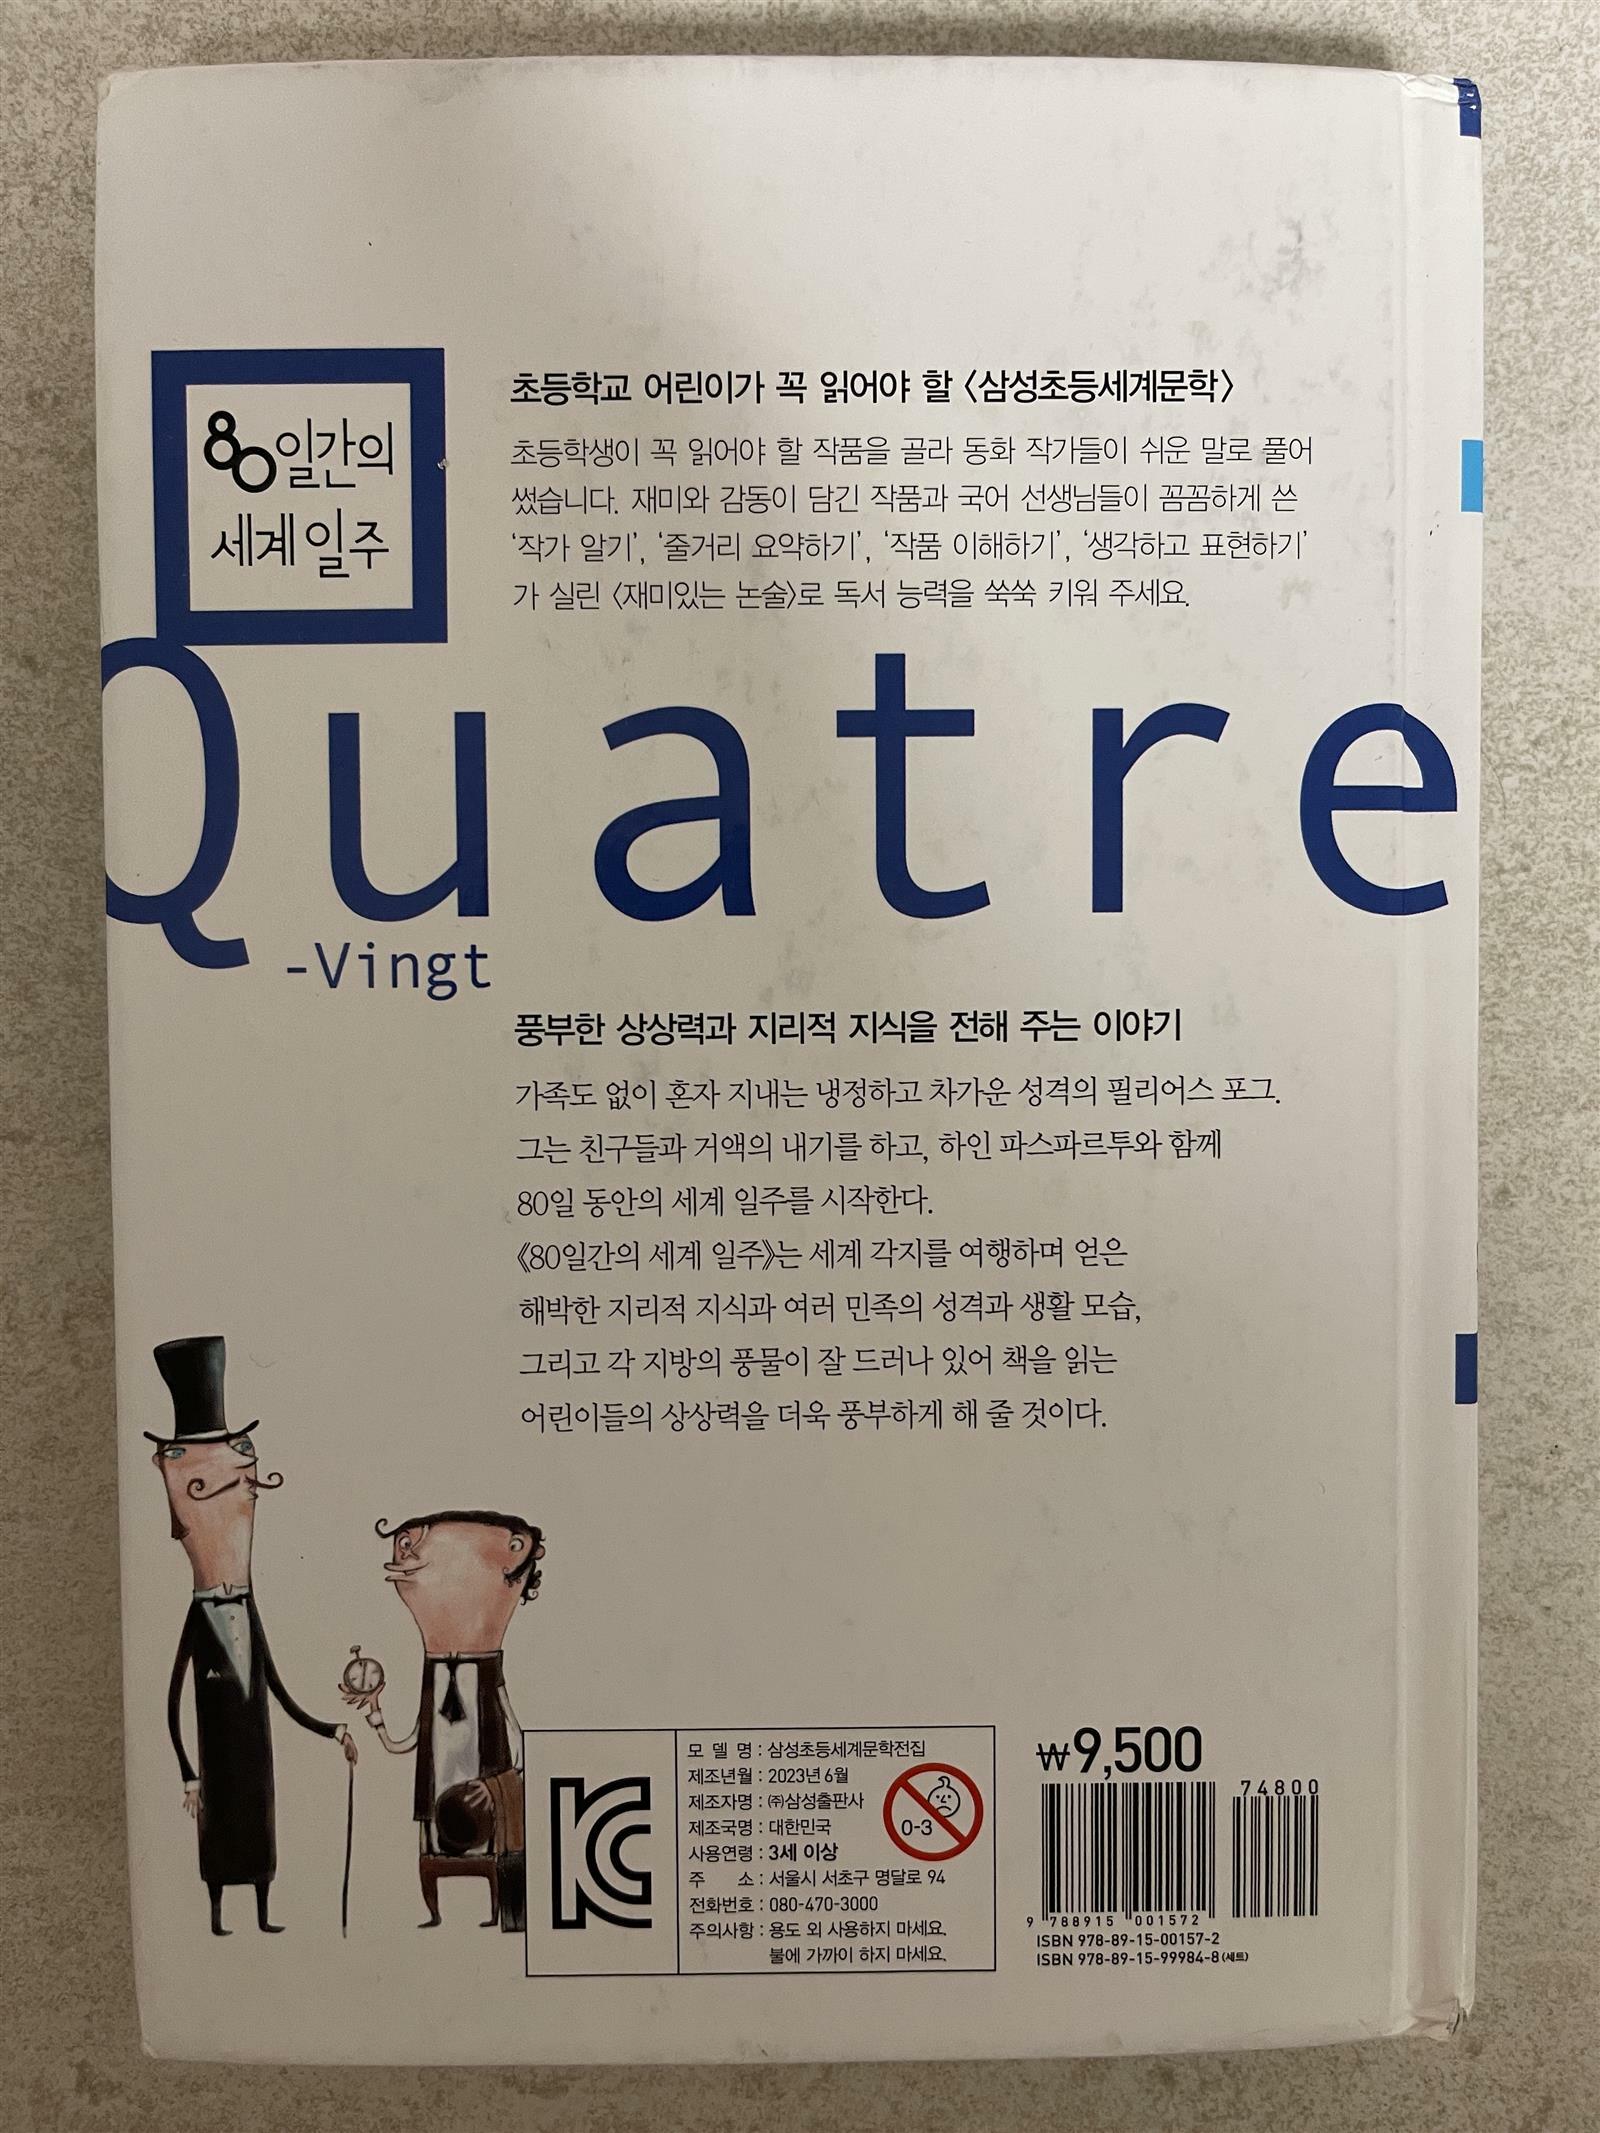 80일간의
세계 일주
초등학교 어린이가 꼭 읽어야 할 〈삼성초등세계문학〉
초등학생이 꼭 읽어야 할 작품을 골라 동화 작가들이 쉬운 말로 풀어
썼습니다. 재미와 감동이 담긴 작품과 국어 선생님들이 꼼꼼하게 쓴
‘작가 알기’, ‘줄거리 요약하기’, ‘작품 이해하기’, ‘생각하고 표현하기’
가 실린 〈재미있는 논술〉로 독서 능력을 쑥쑥 키워 주세요.
Quatre
-Vingt
풍부한 상상력과 지리적 지식을 전해 주는 이야기
가족도 없이 혼자 지내는 냉정하고 차가운 성격의 필리어스 포그.
그는 친구들과 거액의 내기를 하고, 하인 파스파르투와 함께
80일 동안의 세계 일주를 시작한다.
《80일간의 세계 일주》는 세계 각지를 여행하며 얻은
해박한 지리적 지식과 여러 민족의 성격과 생활 모습,
그리고 각 지방의 풍물이 잘 드러나 있어 책을 읽는
어린이들의 상상력을 더욱 풍부하게 해 줄 것이다.
KC
모 델 명 : 삼성초등세계문학전집
제조년월 : 2023년 6월
제조자명 : ㈜삼성출판사
제조국명 : 대한민국
사용연령 : 3세 이상
주 소 : 서울시 서초구 명달로 94
전화번호 : 080-470-3000
주의사항 : 용도 외 사용하지 마세요.
불에 가까이 하지 마세요.
0-3
₩9,500
74800
9 788915 001572
ISBN 978-89-15-00157-2
ISBN 978-89-15-99984-8(세트)